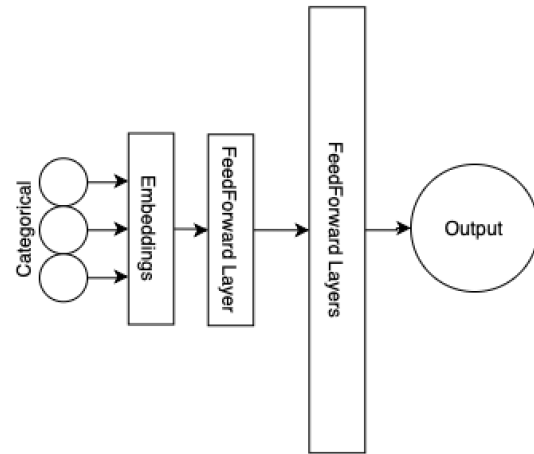 Categorical
Embeddings
FeedForward Layer
FeedForward Layers
Output